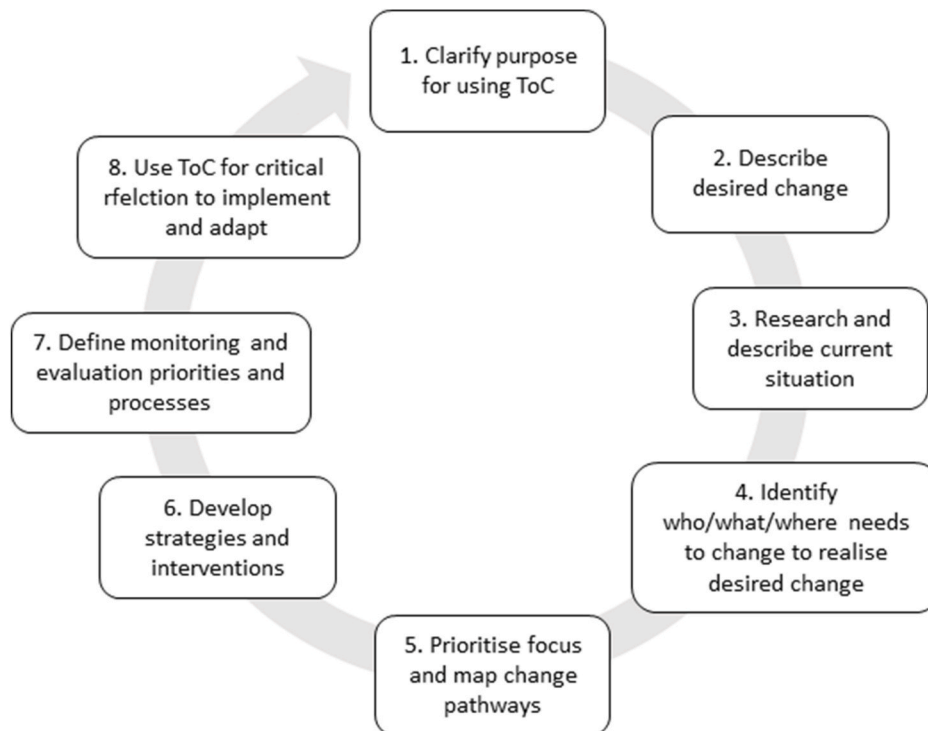 1. Clarify purpose
for using ToC
2. Describe
desired change
3. Research and
describe current
situation
4. Identify
who/what/where needs
to change to realise
desired change
5. Prioritise focus
and map change
pathways
6. Develop
strategies and
interventions
7. Define monitoring and
evaluation priorities and
processes
8. Use ToC for critical
rfelction to implement
and adapt